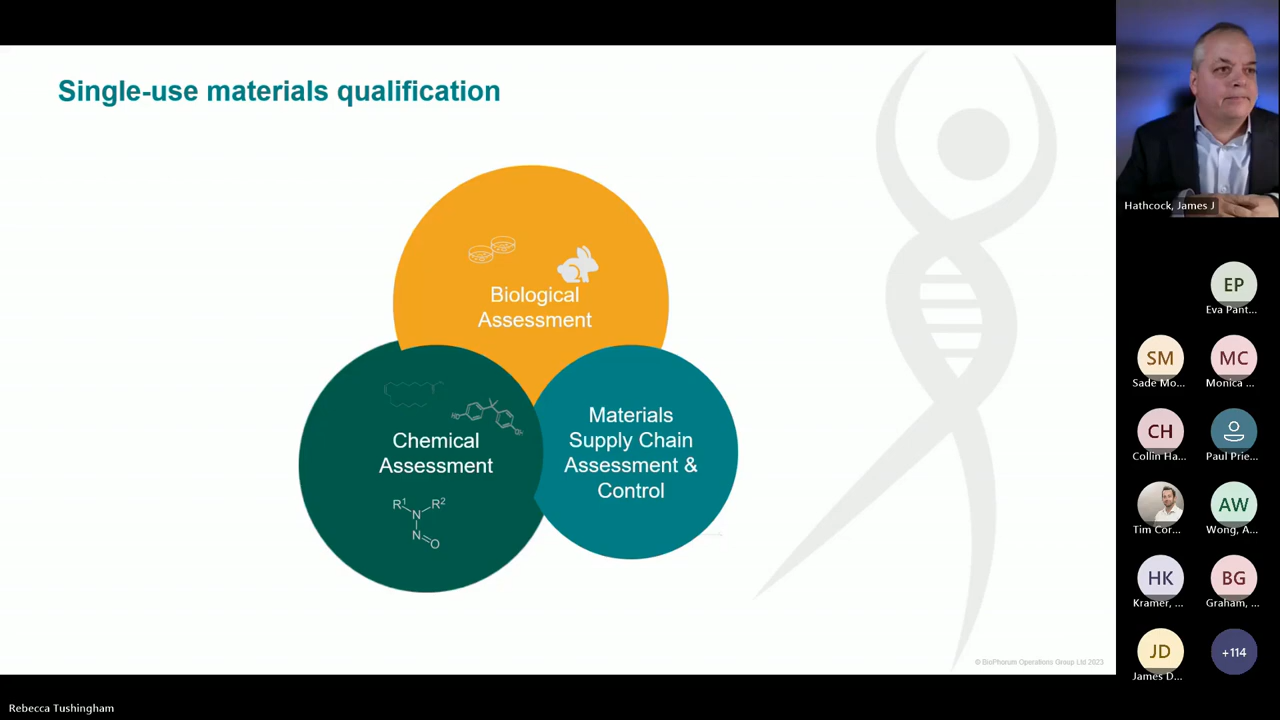 Single-use materials qualification
Biological
Assessment
Chemical
Assessment
R1
R2
N
N
O
Materials
Supply Chain
Assessment &
Control
© BioPhorum Operations Group Ltd 2023
Hathcock, James J
EP
Eva Pant...
SM
Sade Mo...
MC
Monica ...
CH
Collin Ha...
Paul Prie...
Tim Cor...
AW
Wong, A...
HK
Kramer, ...
BG
Graham, ...
JD
James D...
+114
Rebecca Tushingham